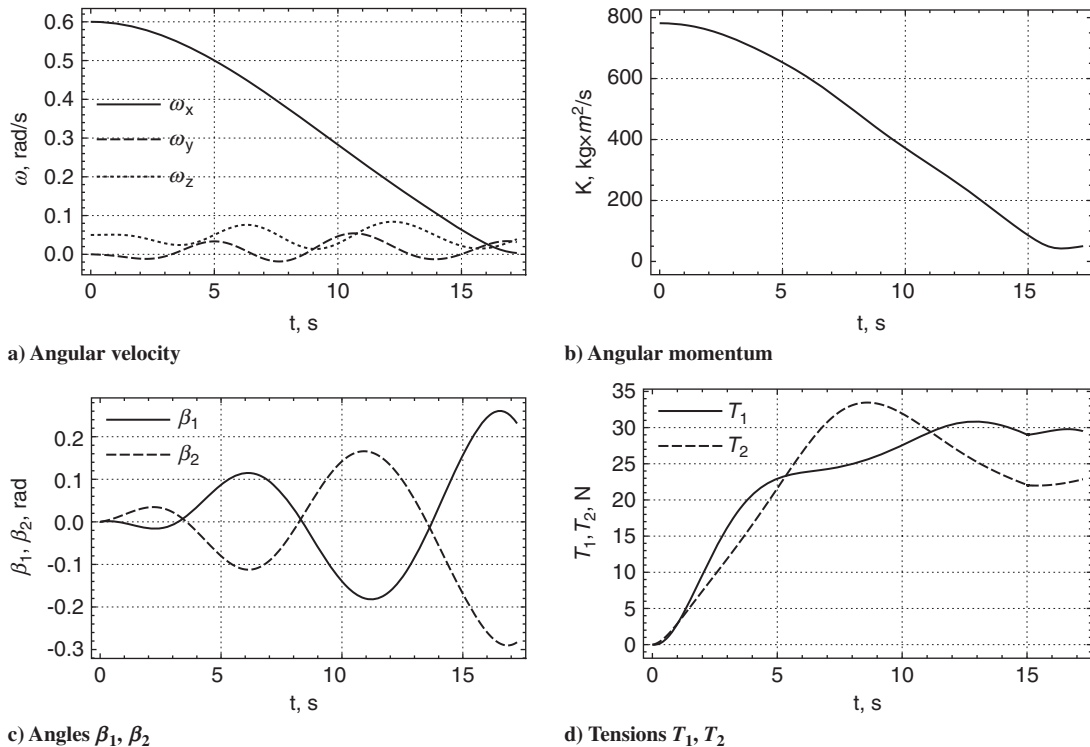 0.6
0.5
0.4
0.3
0.2
0.1
0.0
ω, rad/s
ωx
ωy
ωz
0 5 10 15
t, s
a) Angular velocity
800
600
400
200
0
K, kg×m²/s
0 5 10 15
t, s
b) Angular momentum
0.2
0.1
0.0
-0.1
-0.2
-0.3
β1, β2, rad
β1
β2
0 5 10 15
t, s
c) Angles β1, β2
35
30
25
20
15
10
5
0
T1, T2, N
T1
T2
0 5 10 15
t, s
d) Tensions T1, T2